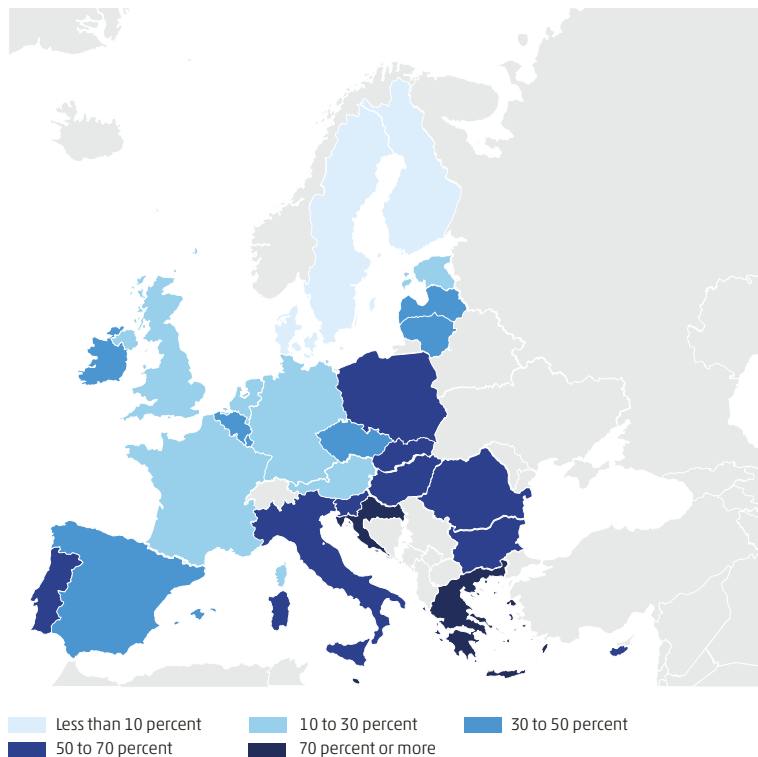 Less than 10 percent
10 to 30 percent
30 to 50 percent
50 to 70 percent
70 percent or more